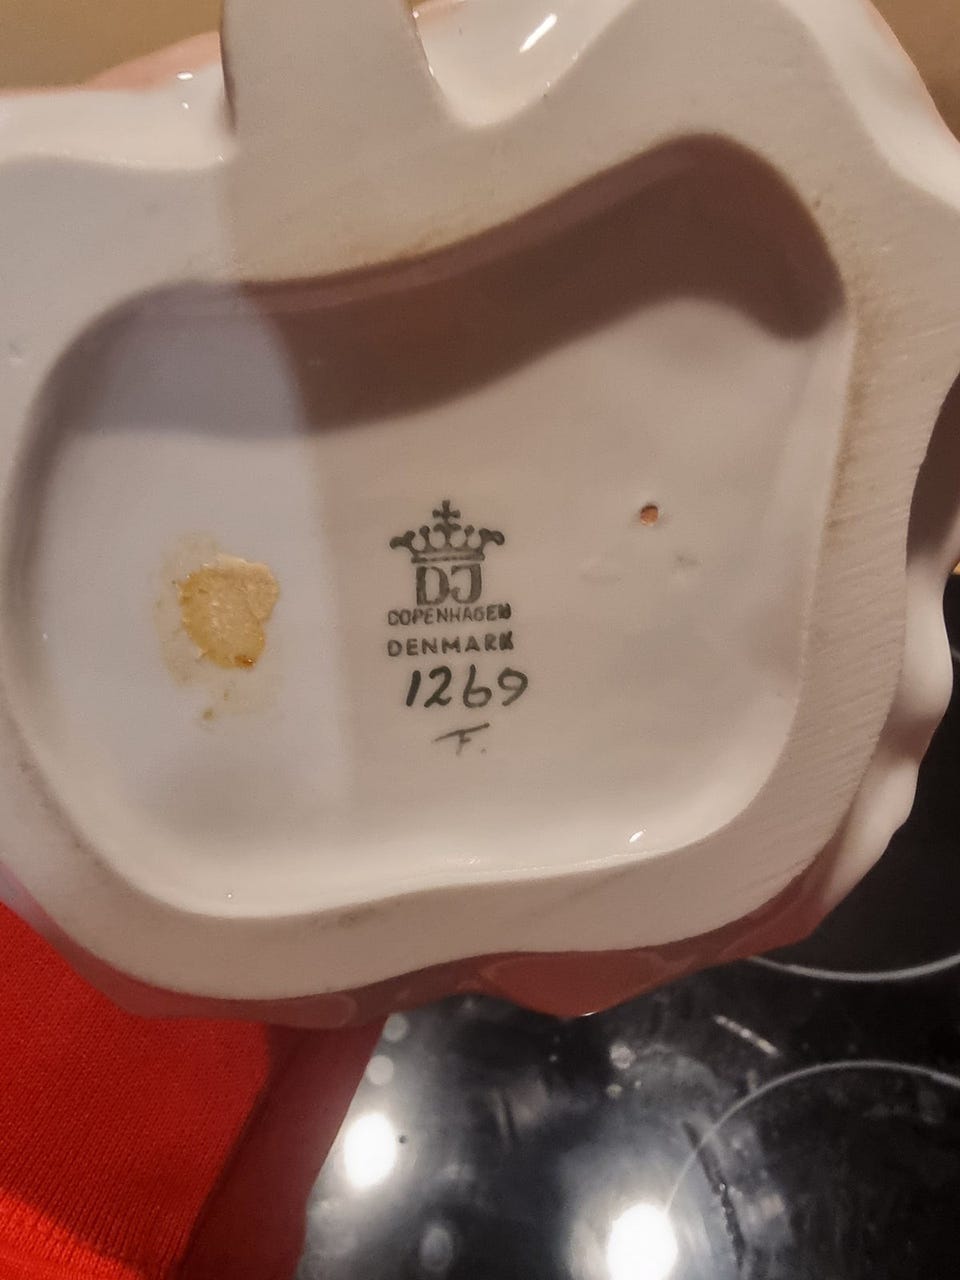 DJ
COPENHAGEN
DENMARK
1269
F.